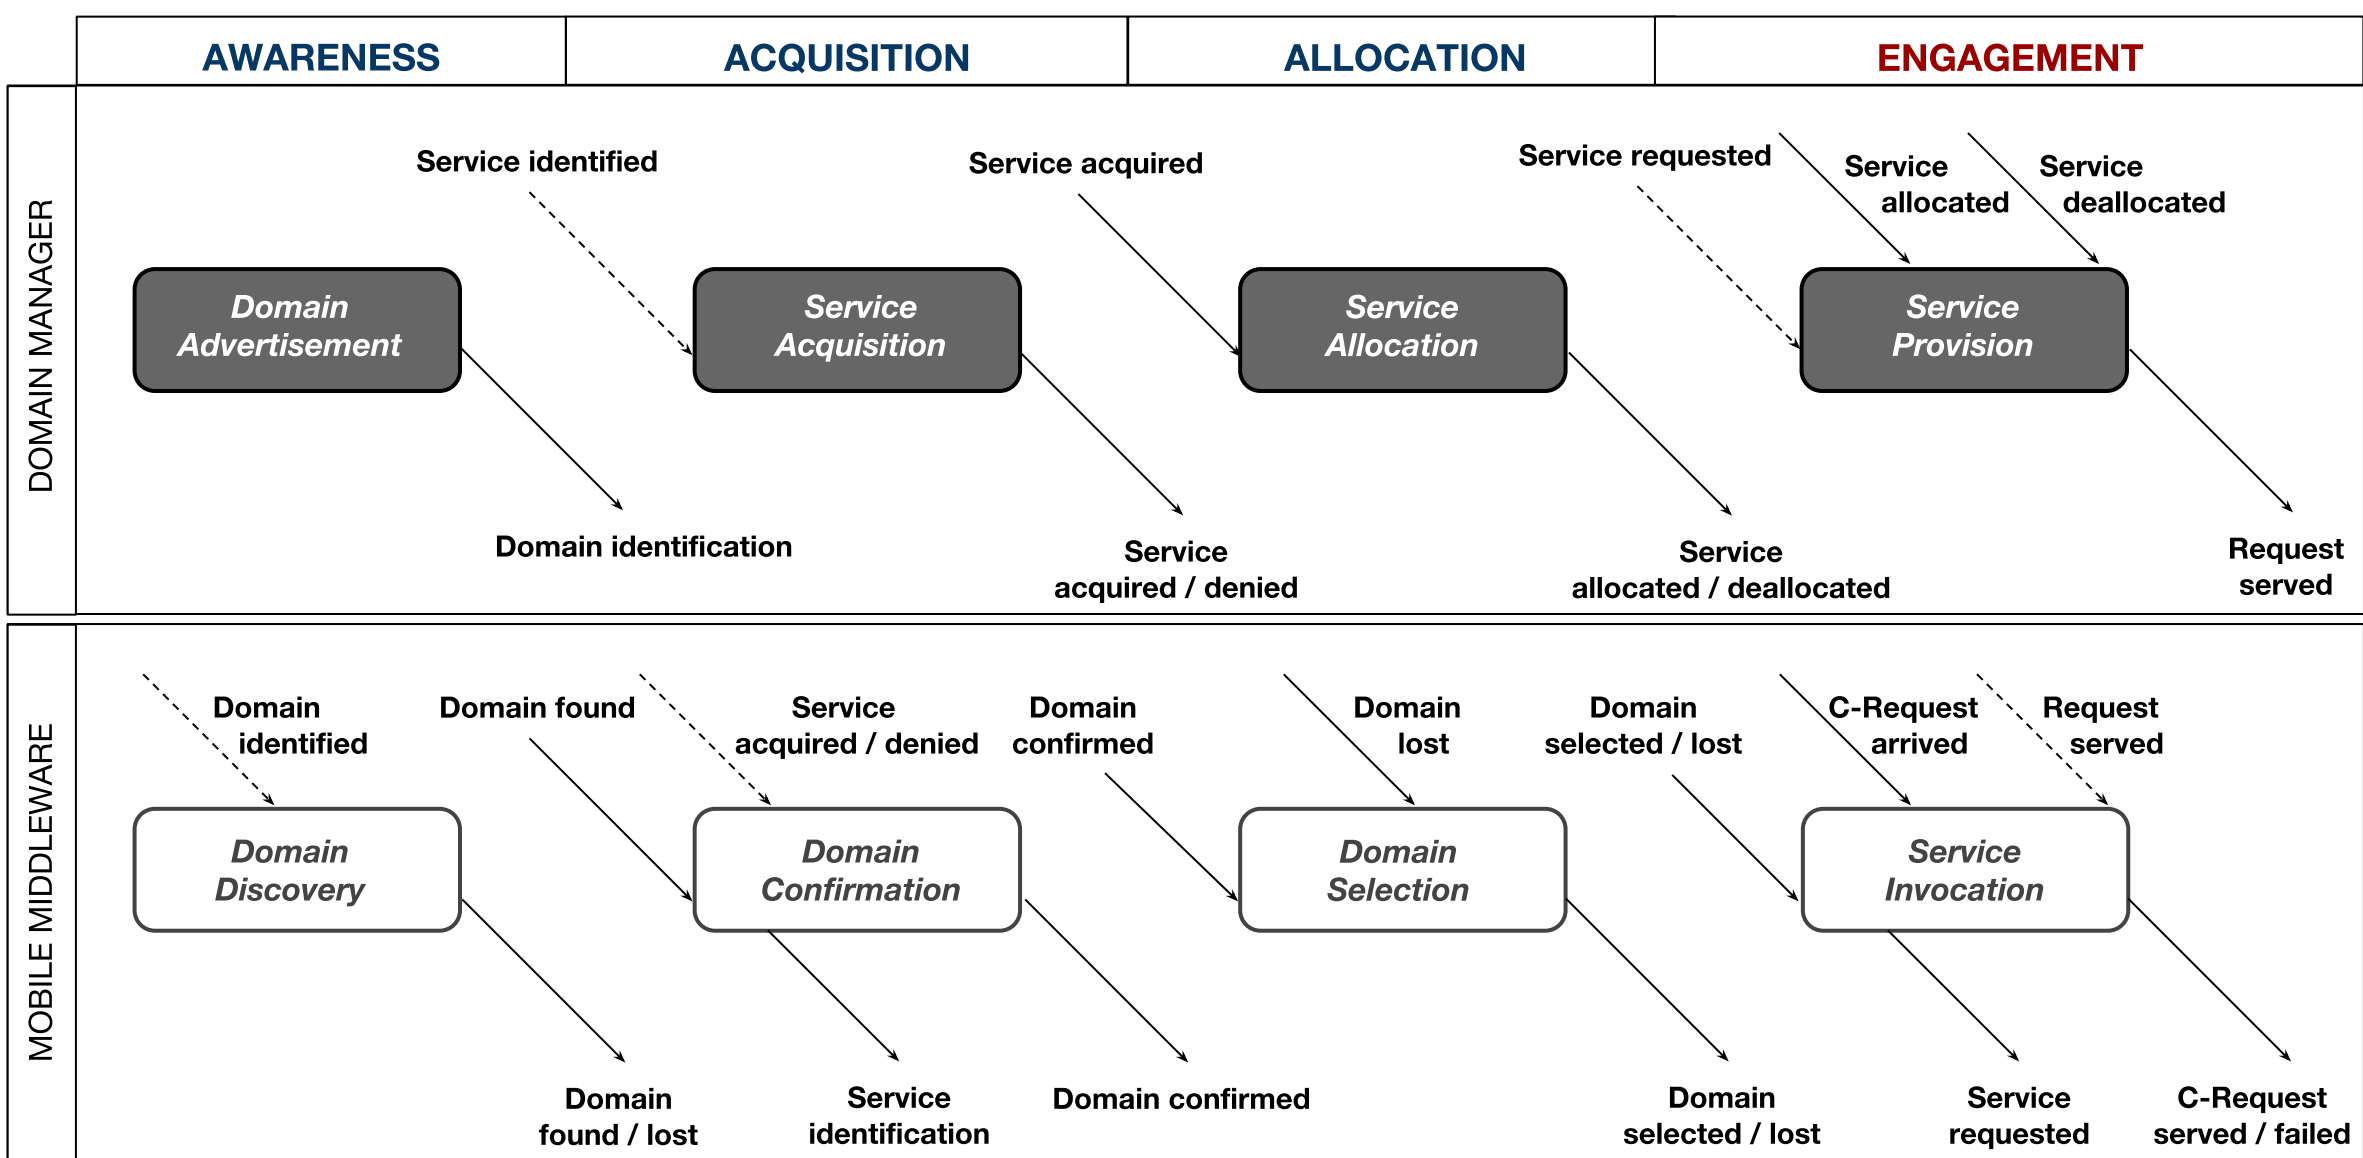 AWARENESS
ACQUISITION
ALLOCATION
ENGAGEMENT
DOMAIN MANAGER
Service identified
Service acquired
Service requested
Service
allocated
Service
deallocated
Domain
Advertisement
Service
Acquisition
Service
Allocation
Service
Provision
Domain identification
Service
acquired / denied
Service
allocated / deallocated
Request
served
MOBILE MIDDLEWARE
Domain
identified
Domain found
Service
acquired / denied
Domain
confirmed
Domain
lost
Domain
selected / lost
C-Request
arrived
Request
served
Domain
Discovery
Domain
Confirmation
Domain
Selection
Service
Invocation
Domain
found / lost
Service
identification
Domain confirmed
Domain
selected / lost
Service
requested
C-Request
served / failed